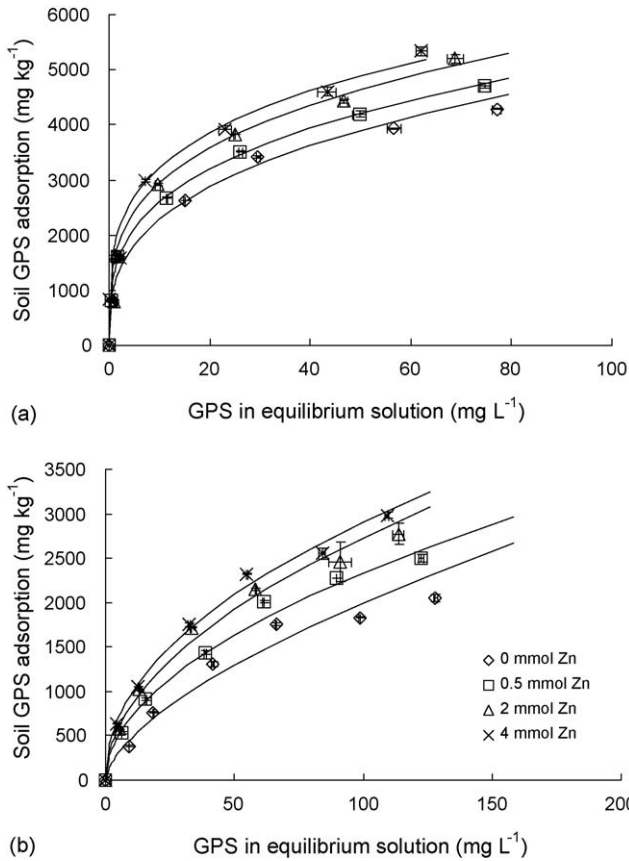 6000
5000
4000
3000
2000
1000
0
0 20 40 60 80 100
Soil GPS adsorption (mg kg⁻¹)
(a) GPS in equilibrium solution (mg L⁻¹)
3500
3000
2500
2000
1500
1000
500
0
0 50 100 150 200
Soil GPS adsorption (mg kg⁻¹)
0 mmol Zn
0.5 mmol Zn
2 mmol Zn
4 mmol Zn
(b) GPS in equilibrium solution (mg L⁻¹)